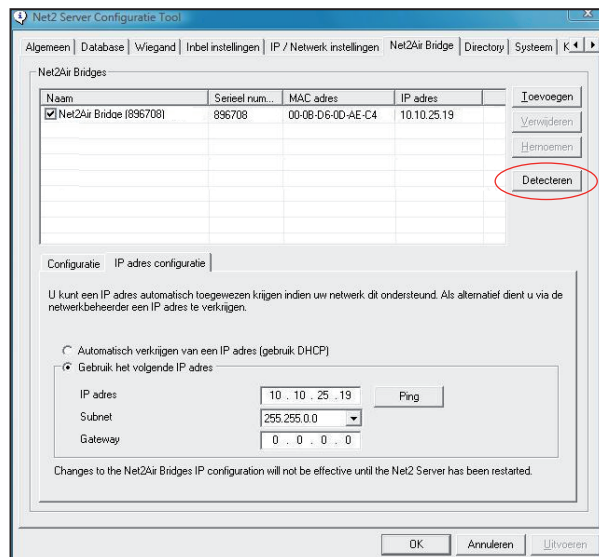 Net2 Server Configuratie Tool
Algemeen Database Wiegand Inbel instellingen IP / Netwerk instellingen Net2Air Bridge Directory Systeem K
Net2Air Bridges
Naam Serieel num... MAC adres IP adres
Net2Air Bridge (896708) 896708 00-0B-D6-0D-AE-C4 10.10.25.19
Toevoegen
Verwijderen
Hernoemen
Detecteren
Configuratie IP adres configuratie
U kunt een IP adres automatisch toegewezen krijgen indien uw netwerk dit ondersteund. Als alternatief dient u via de
netwerkbeheerder een IP adres te verkrijgen.
Automatisch verkrijgen van een IP adres (gebruik DHCP)
Gebruik het volgende IP adres
IP adres 10 . 10 . 25 . 19 Ping
Subnet 255.255.0.0
Gateway 0 . 0 . 0 . 0
Changes to the Net2Air Bridges IP configuration will not be effective until the Net2 Server has been restarted.
OK Annuleren Uitvoeren